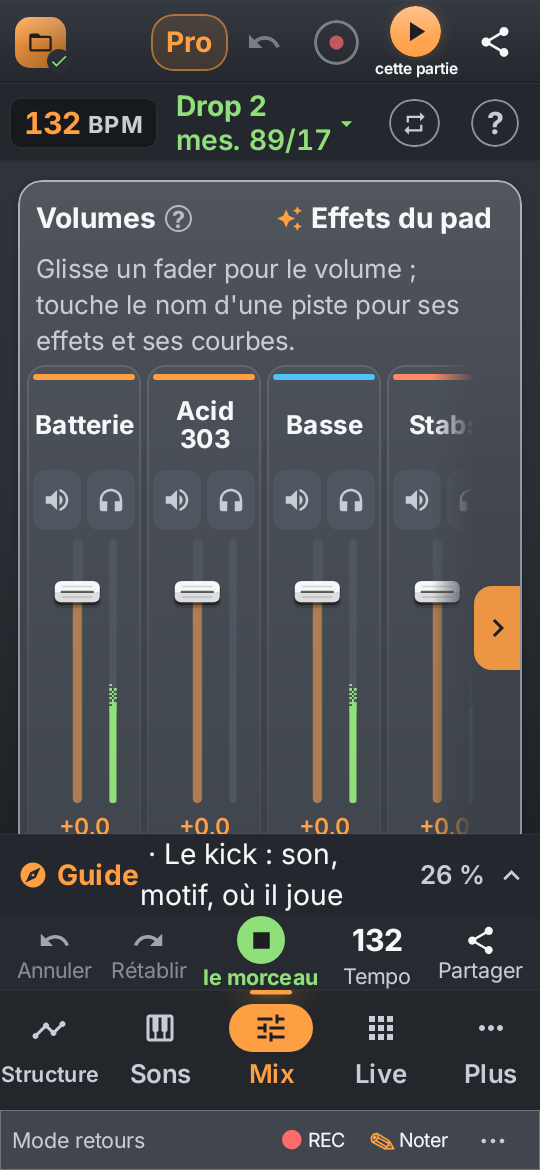 Pro
cette partie
132 BPM
Drop 2
mes. 89/17
?
Volumes ?
Effets du pad
Glisse un fader pour le volume ;
touche le nom d'une piste pour ses
effets et ses courbes.
Batterie
Acid
303
Basse
Stabs
+0.0
+0.0
+0.0
+0.0
Guide · Le kick : son,
motif, où il joue
26 %
Annuler
Rétablir
le morceau
132
Tempo
Partager
Structure
Sons
Mix
Live
Plus
Mode retours
REC
Noter